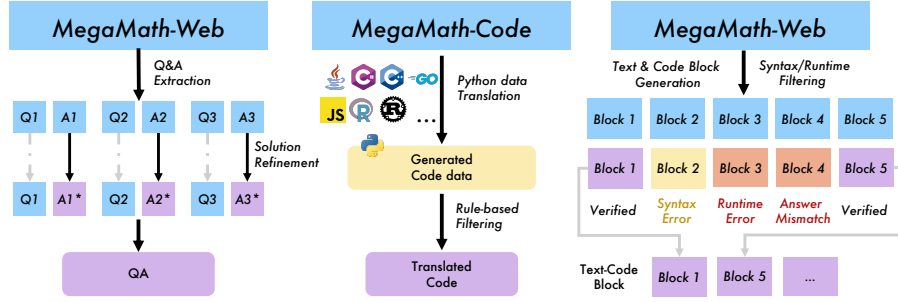 MegaMath-Web
Q&A
Extraction
Q1 A1 Q2 A2 Q3 A3
Solution
Refinement
Q1 A1* Q2 A2* Q3 A3*
QA
MegaMath-Code
Python data
Translation
GO
JS R R ...
Generated
Code data
Rule-based
Filtering
Translated
Code
MegaMath-Web
Text & Code Block
Generation
Syntax/Runtime
Filtering
Block 1 Block 2 Block 3 Block 4 Block 5
Block 1 Block 2 Block 3 Block 4 Block 5
Verified
Syntax
Error
Runtime
Error
Answer
Mismatch
Verified
Text-Code
Block
Block 1 Block 5 ...